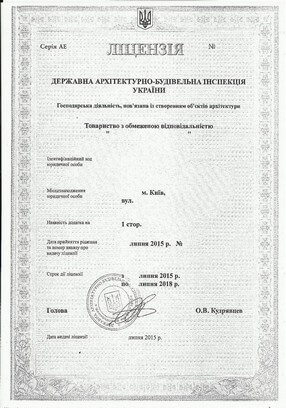 Серія АЕ
ЛІЦЕНЗІЯ
№
ДЕРЖАВНА АРХІТЕКТУРНО-БУДІВЕЛЬНА ІНСПЕКЦІЯ
УКРАЇНИ
Господарська діяльність, пов'язана із створенням об'єктів архітектури
Товариство з обмеженою відповідальністю
" "
Ідентифікаційний код
юридичної особи
Місцезнаходження
юридичної особи
м. Київ,
вул.
Наявність додатка на
1 стор.
Дата прийняття рішення
та номер
видачу ліцензії
липня 2015 р. №
Строк дії ліцензії
з липня 2015 р.
по липня 2018 р.
Голова
О.В. Кудрявцев
Дата видачі ліцензії
липня 2015 р.